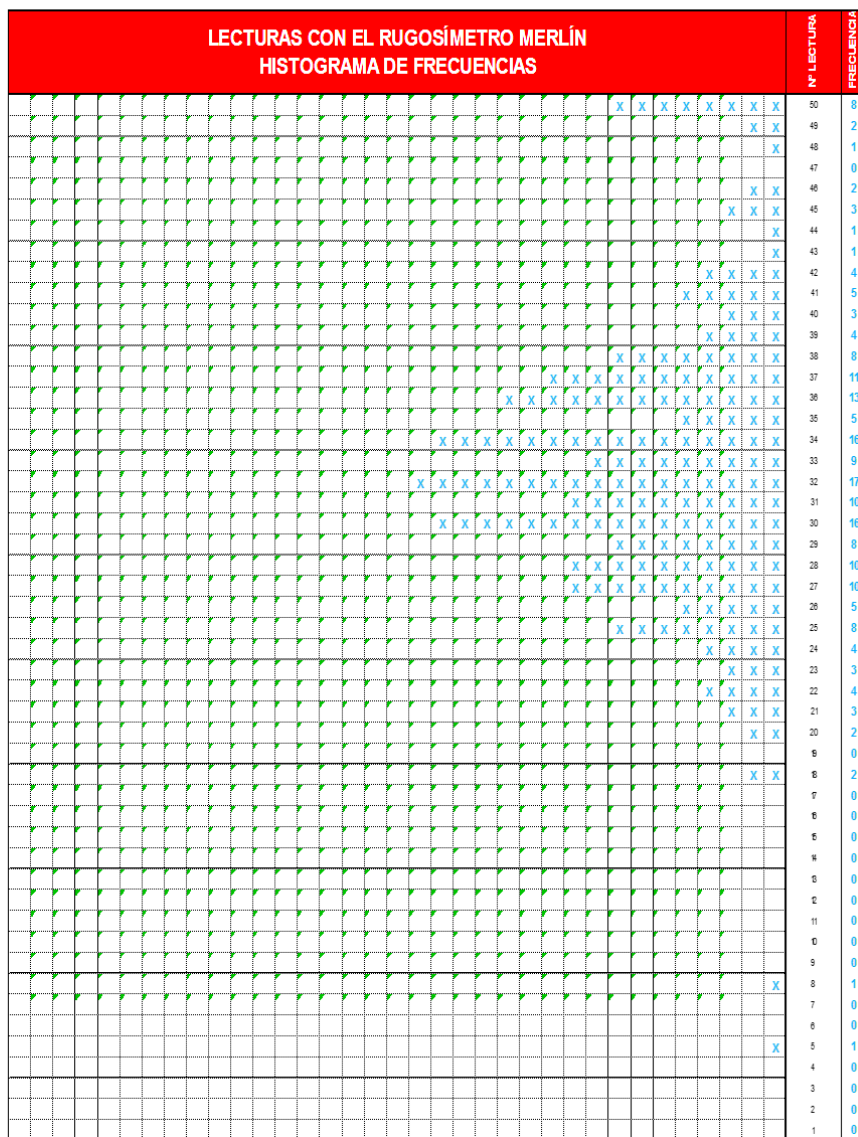 LECTURAS CON EL RUGOSÍMETRO MERLÍN
HISTOGRAMA DE FRECUENCIAS
N° LECTURA
FRECUENCIA
X X X X X X X X 50 8
X X 49 2
X 48 1
47 0
X X 46 2
X X X 45 3
X 44 1
X 43 1
X X X X 42 4
X X X X X 41 5
X X X 40 3
X X X X 39 4
X X X X X X X X 38 8
X X X X X X X X X X X 37 11
X X X X X X X X X X X X X 36 13
X X X X X 35 5
X X X X X X X X X X X X X X X X 34 16
X X X X X X X X X 33 9
X X X X X X X X X X X X X X X X X 32 17
X X X X X X X X X X 31 10
X X X X X X X X X X X X X X X X 30 16
X X X X X X X X 29 8
X X X X X X X X X X 28 10
X X X X X X X X X X 27 10
X X X X X 26 5
X X X X X X X X 25 8
X X X X 24 4
X X X 23 3
X X X X 22 4
X X X 21 3
X X 20 2
19 0
X X 18 2
17 0
16 0
15 0
14 0
13 0
12 0
11 0
10 0
9 0
X 8 1
7 0
6 0
X 5 1
4 0
3 0
2 0
1 0